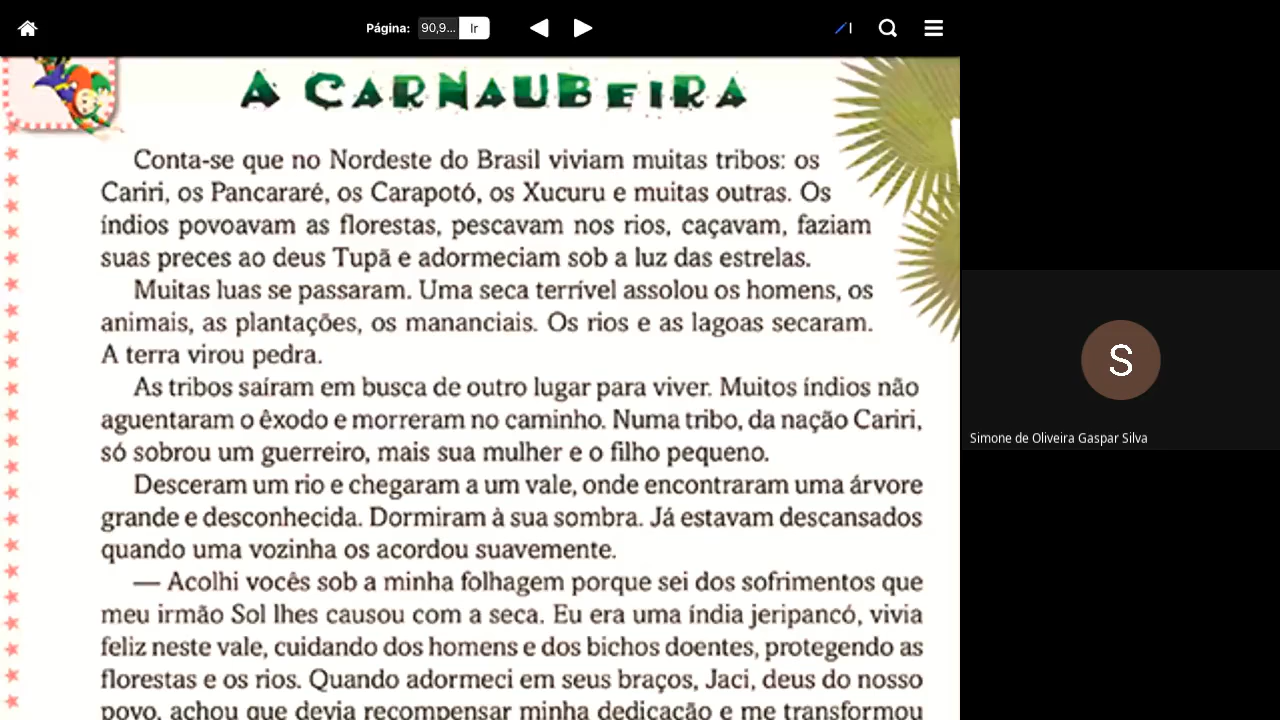 Página: 90,9... Ir
A CARNAUBEIRA
Conta-se que no Nordeste do Brasil viviam muitas tribos: os
Cariri, os Pancararé, os Carapotó, os Xucuru e muitas outras. Os
índios povoavam as florestas, pescavam nos rios, caçavam, faziam
suas preces ao deus Tupã e adormeciam sob a luz das estrelas.
Muitas luas se passaram. Uma seca terrível assolou os homens, os
animais, as plantações, os mananciais. Os rios e as lagoas secaram.
A terra virou pedra.
As tribos saíram em busca de outro lugar para viver. Muitos índios não
aguentaram o êxodo e morreram no caminho. Numa tribo, da nação Cariri,
só sobrou um guerreiro, mais sua mulher e o filho pequeno.
Desceram um rio e chegaram a um vale, onde encontraram uma árvore
grande e desconhecida. Dormiram à sua sombra. Já estavam descansados
quando uma vozinha os acordou suavemente.
— Acolhi vocês sob a minha folhagem porque sei dos sofrimentos que
meu irmão Sol lhes causou com a seca. Eu era uma índia jeripancó, vivia
feliz neste vale, cuidando dos homens e dos bichos doentes, protegendo as
florestas e os rios. Quando adormeci em seus braços, Jaci, deus do nosso
povo, achou que devia recompensar minha dedicação e me transformou
S
Simone de Oliveira Gaspar Silva